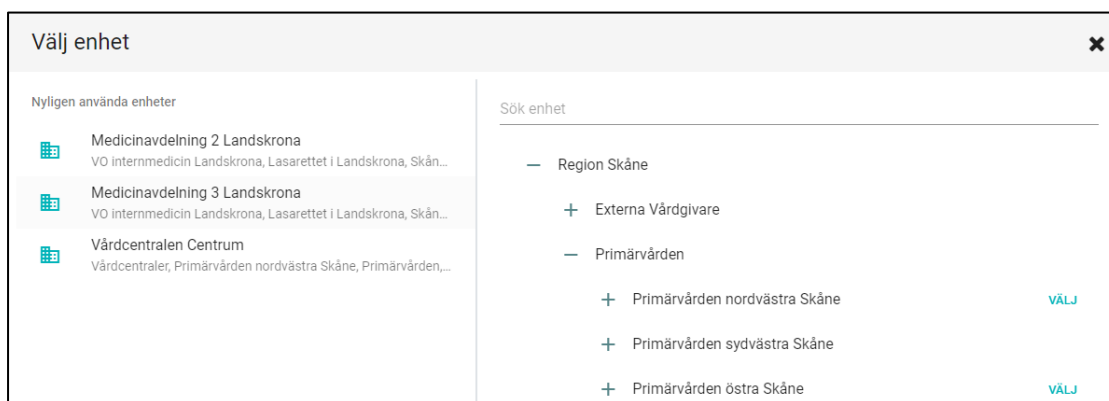 Välj enhet
Nyligen använda enheter
Medicinavdelning 2 Landskrona
VO internmedicin Landskrona, Lasarettet i Landskrona, Skån...
Medicinavdelning 3 Landskrona
VO internmedicin Landskrona, Lasarettet i Landskrona, Skån...
Vårdcentralen Centrum
Vårdcentraler, Primärvården nordvästra Skåne, Primärvården,...
Sök enhet
Region Skåne
Externa Vårdgivare
Primärvården
Primärvården nordvästra Skåne VÄLJ
Primärvården sydvästra Skåne
Primärvården östra Skåne VÄLJ